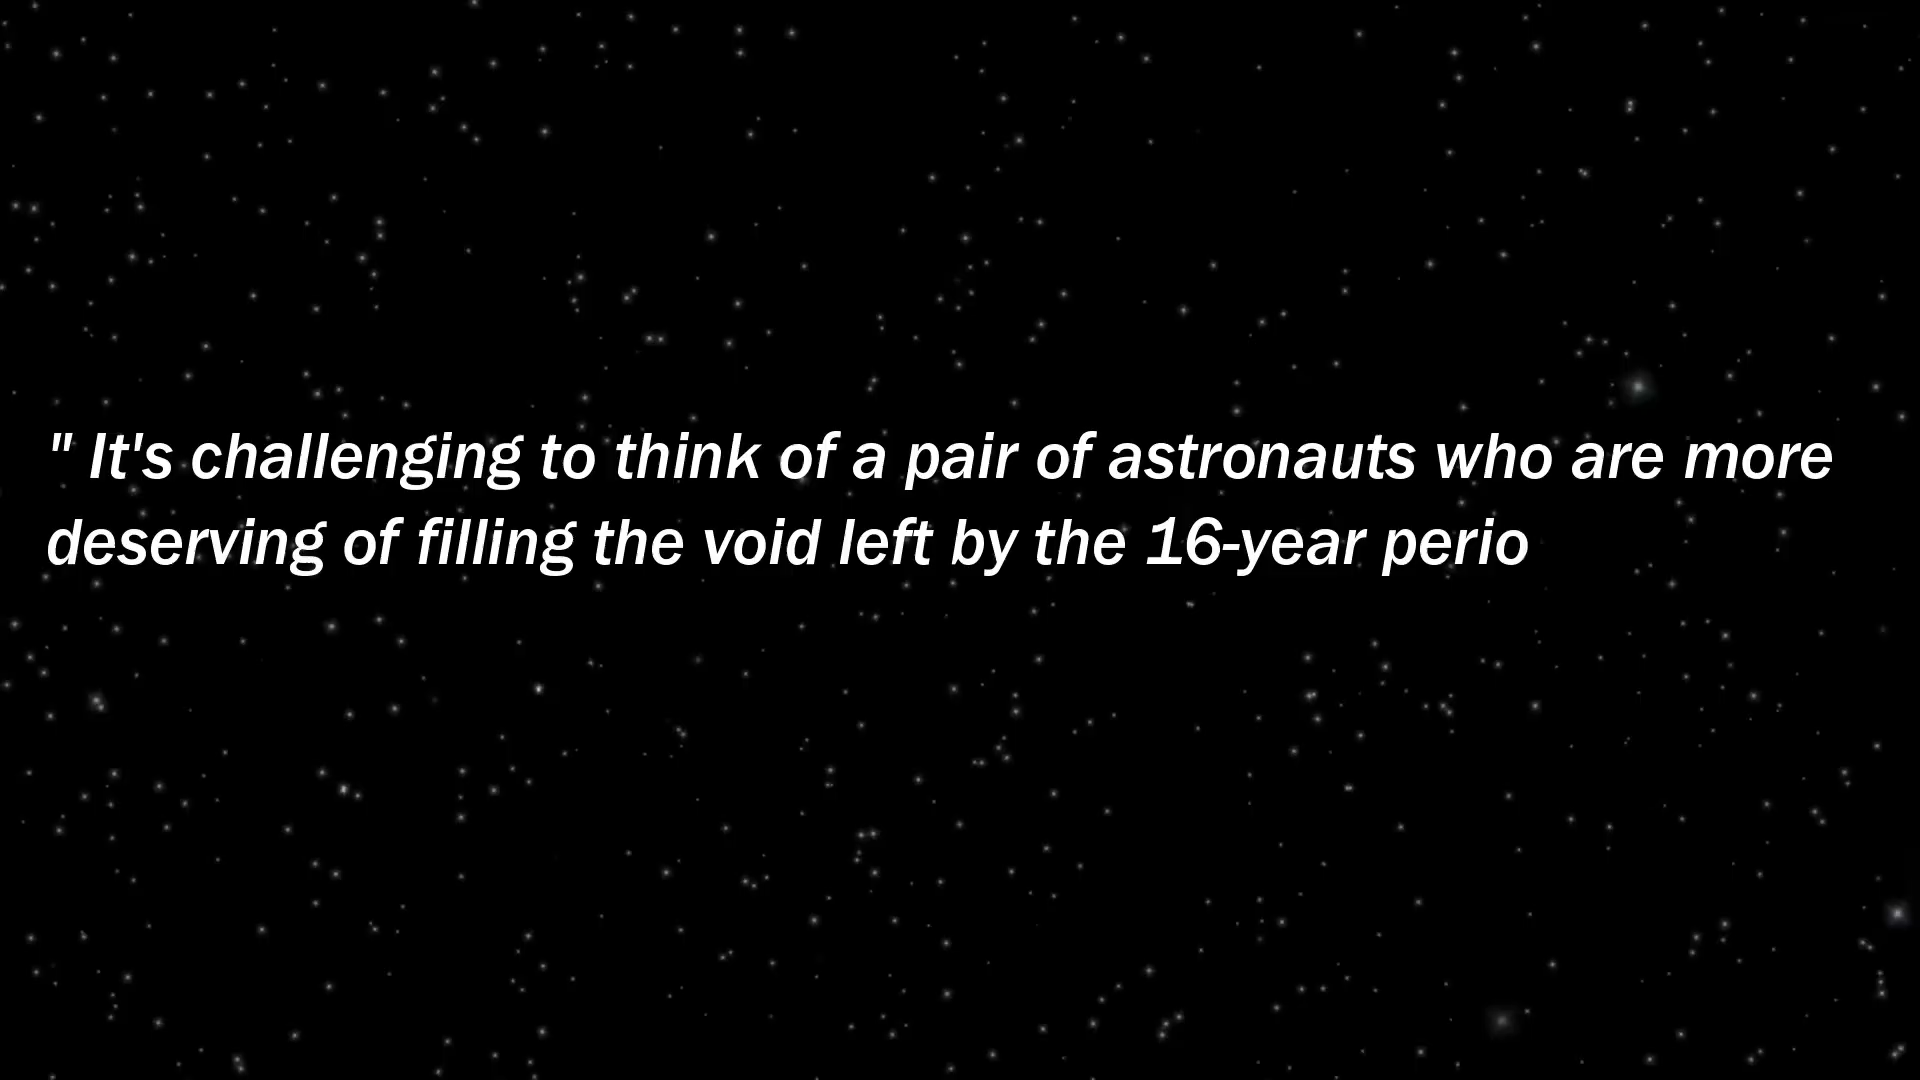 " It's challenging to think of a pair of astronauts who are more
deserving of filling the void left by the 16-year perio